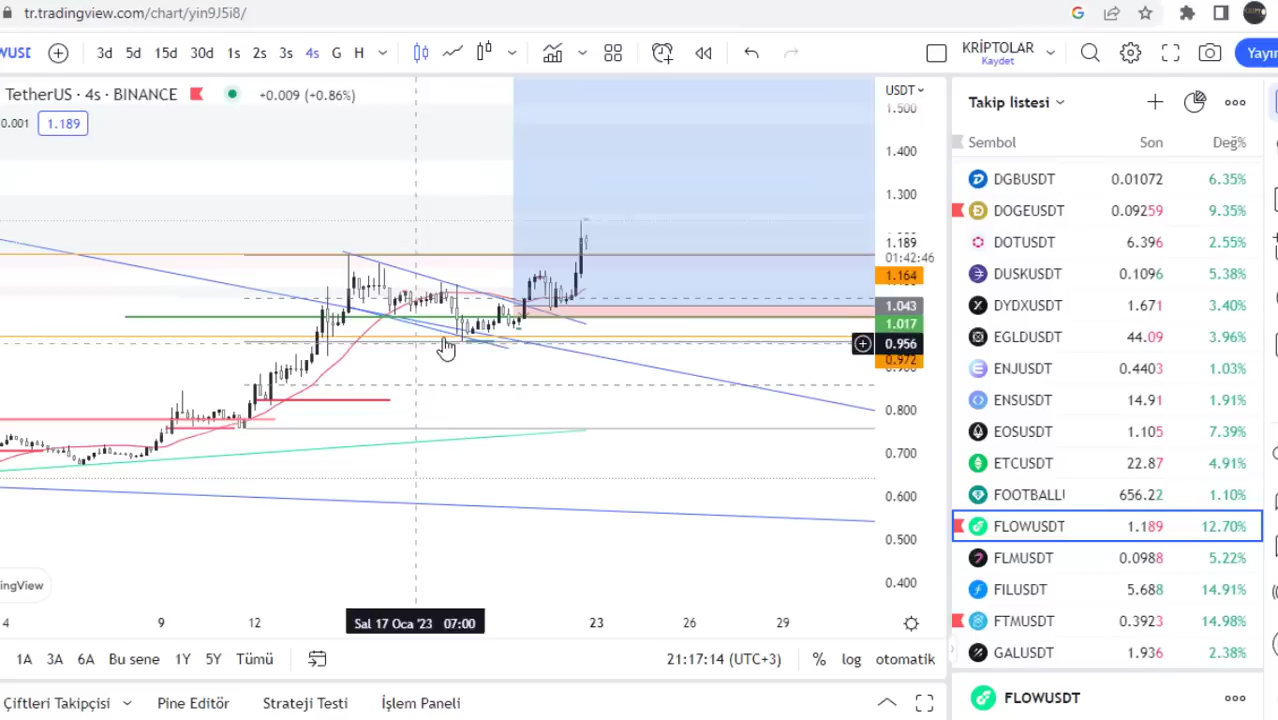 tr.tradingview.com/chart/yin9J5i8/
WUSD 3d 5d 15d 30d 1s 2s 3s 4s G H KRİPTOLAR Kaydet Yayır
TetherUS · 4s · BINANCE +0.009 (+0.86%)
0.001 1.189
USDT
1.500
1.400
1.300
1.189
01:42:46
1.164
1.043
1.017
0.956
0.972
0.800
0.700
0.600
0.500
0.400
ingView
4 9 12 Sal 17 Oca '23 07:00 23 26 29
1A 3A 6A Bu sene 1Y 5Y Tümü 21:17:14 (UTC+3) % log otomatik
Çiftleri Takipçisi Pine Editör Strateji Testi İşlem Paneli
Takip listesi
Sembol Son Değ%
DGBUSDT 0.01072 6.35%
DOGEUSDT 0.09259 9.35%
DOTUSDT 6.396 2.55%
DUSKUSDT 0.1096 5.38%
DYDXUSDT 1.671 3.40%
EGLDUSDT 44.09 3.96%
ENJUSDT 0.4403 1.03%
ENSUSDT 14.91 1.91%
EOSUSDT 1.105 7.39%
ETCUSDT 22.87 4.91%
FOOTBALLU 656.22 1.10%
FLOWUSDT 1.189 12.70%
FLMUSDT 0.0988 5.22%
FILUSDT 5.688 14.91%
FTMUSDT 0.3923 14.98%
GALUSDT 1.936 2.38%
FLOWUSDT